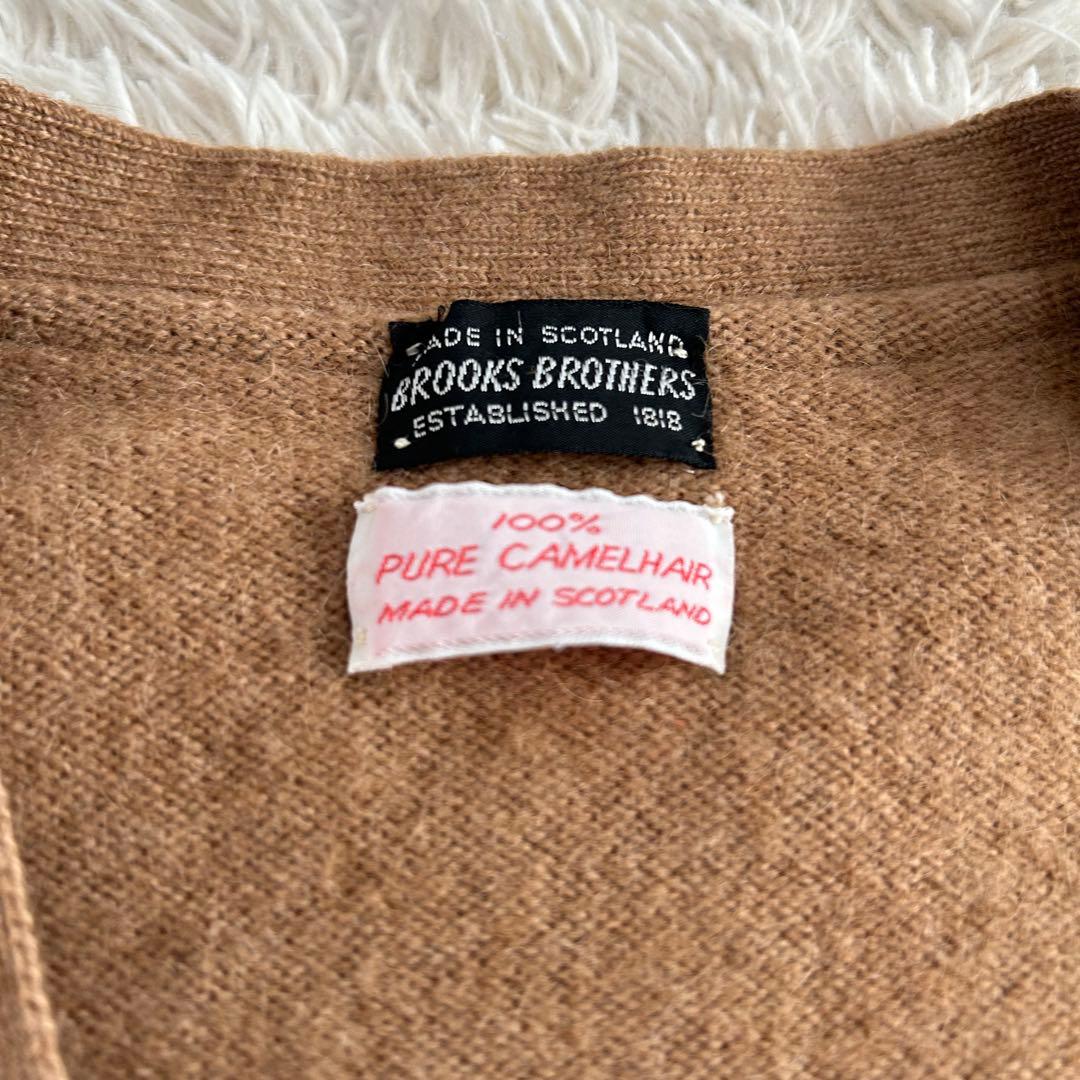 MADE IN SCOTLAND
BROOKS BROTHERS
ESTABLISHED 1818
100%
PURE CAMELHAIR
MADE IN SCOTLAND